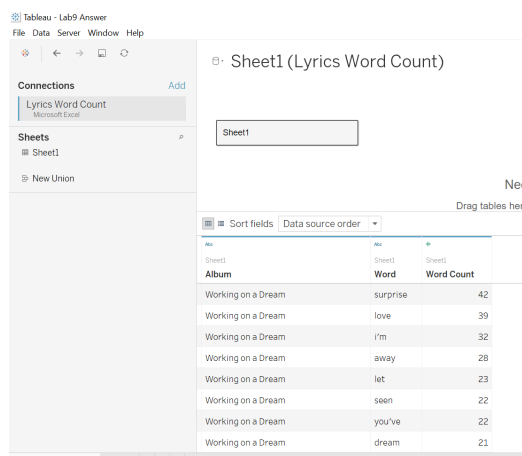 Tableau - Lab9 Answer
File Data Server Window Help
Connections Add
Lyrics Word Count
Microsoft Excel
Sheets
Sheet1
New Union
Sheet1 (Lyrics Word Count)
Sheet1
Drag tables
Sort fields Data source order
Abc Abc
Sheet1 Sheet1 Sheet1
Album Word Word Count
Working on a Dream surprise 42
Working on a Dream love 39
Working on a Dream i'm 32
Working on a Dream away 28
Working on a Dream let 23
Working on a Dream seen 22
Working on a Dream you've 22
Working on a Dream dream 21